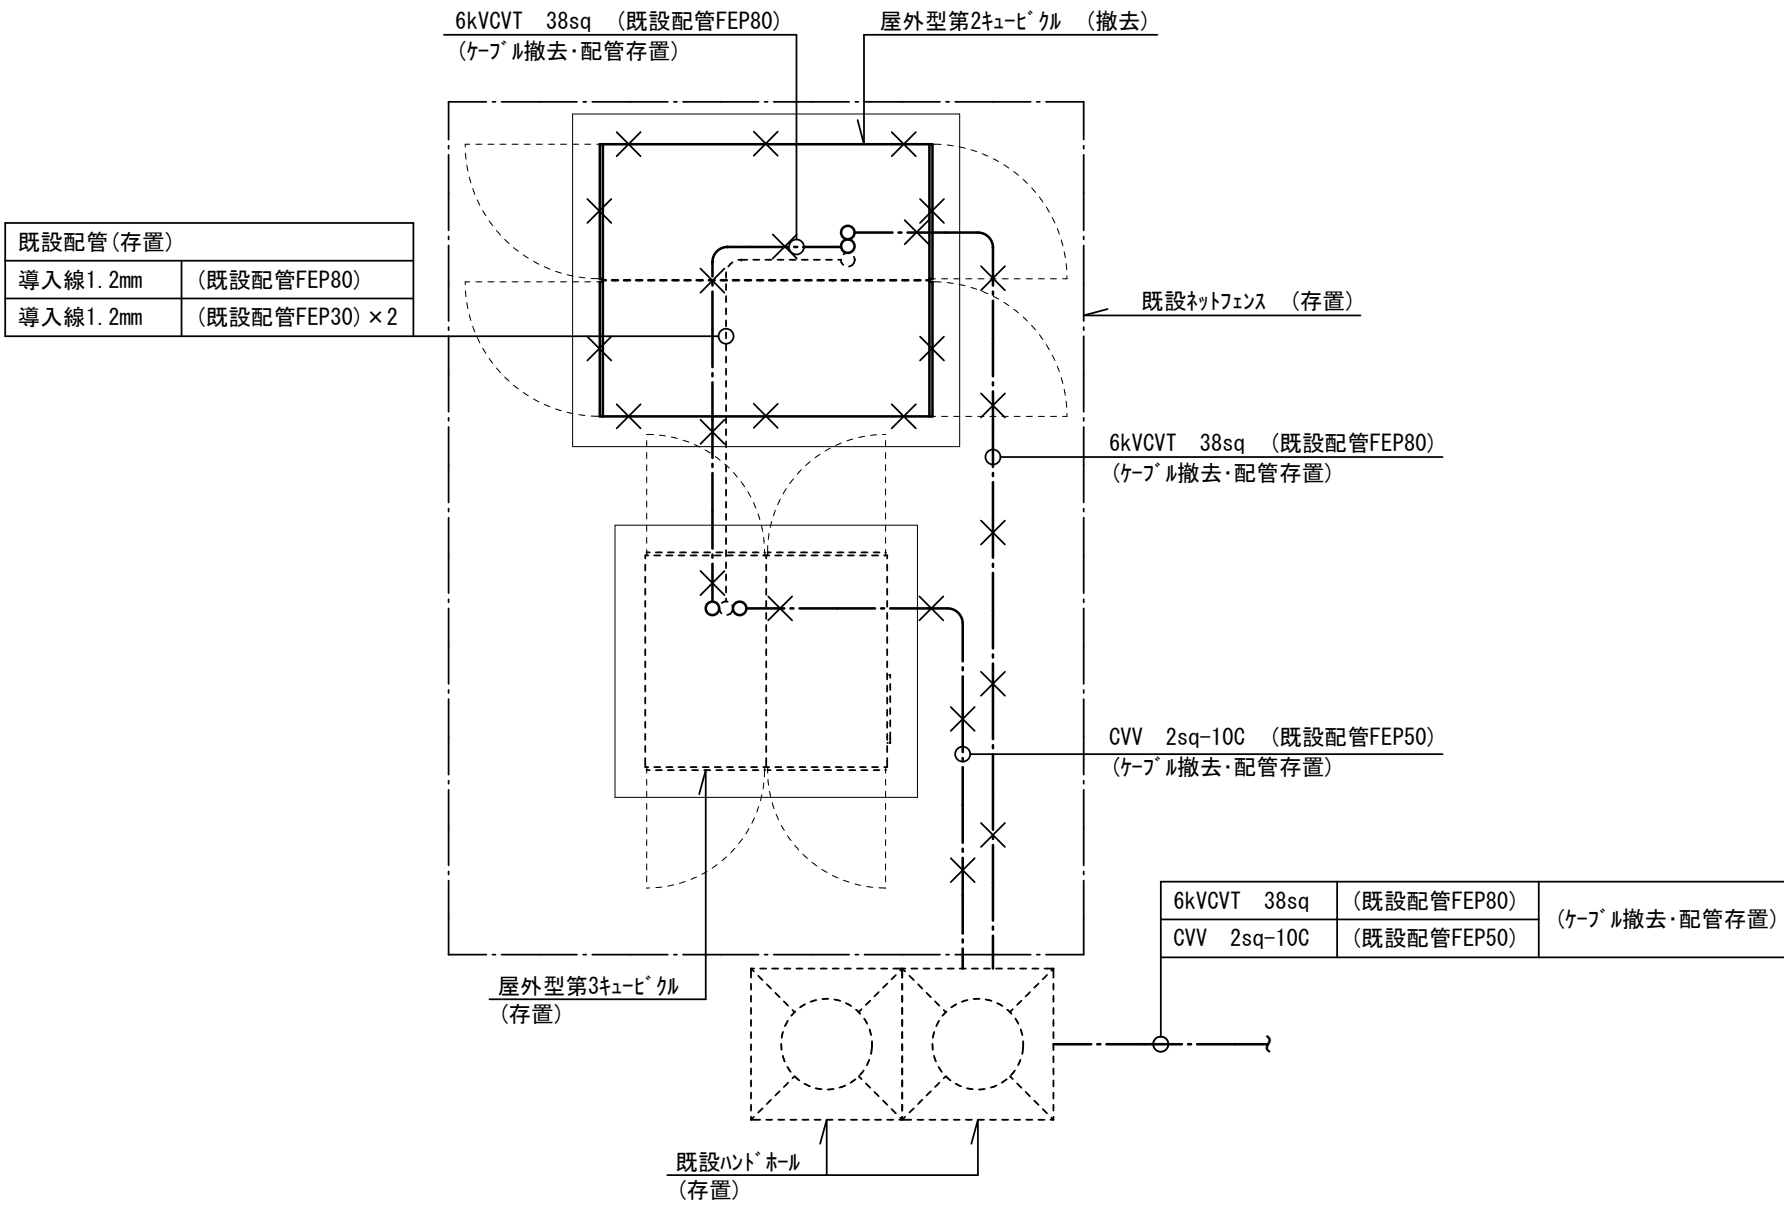 6kVCVT 38sq (既設配管FEP80)
(ｹｰﾌﾞﾙ撤去･配管存置)
屋外型第2ｷｭｰﾋﾞｸﾙ (撤去)
既設配管(存置)
導入線1.2mm (既設配管FEP80)
導入線1.2mm (既設配管FEP30)×2
既設ﾈｯﾄﾌｪﾝｽ (存置)
6kVCVT 38sq (既設配管FEP80)
(ｹｰﾌﾞﾙ撤去･配管存置)
CVV 2sq-10C (既設配管FEP50)
(ｹｰﾌﾞﾙ撤去･配管存置)
6kVCVT 38sq (既設配管FEP80)
CVV 2sq-10C (既設配管FEP50)
(ｹｰﾌﾞﾙ撤去･配管存置)
屋外型第3ｷｭｰﾋﾞｸﾙ
(存置)
既設ﾊﾝﾄﾞﾎｰﾙ
(存置)